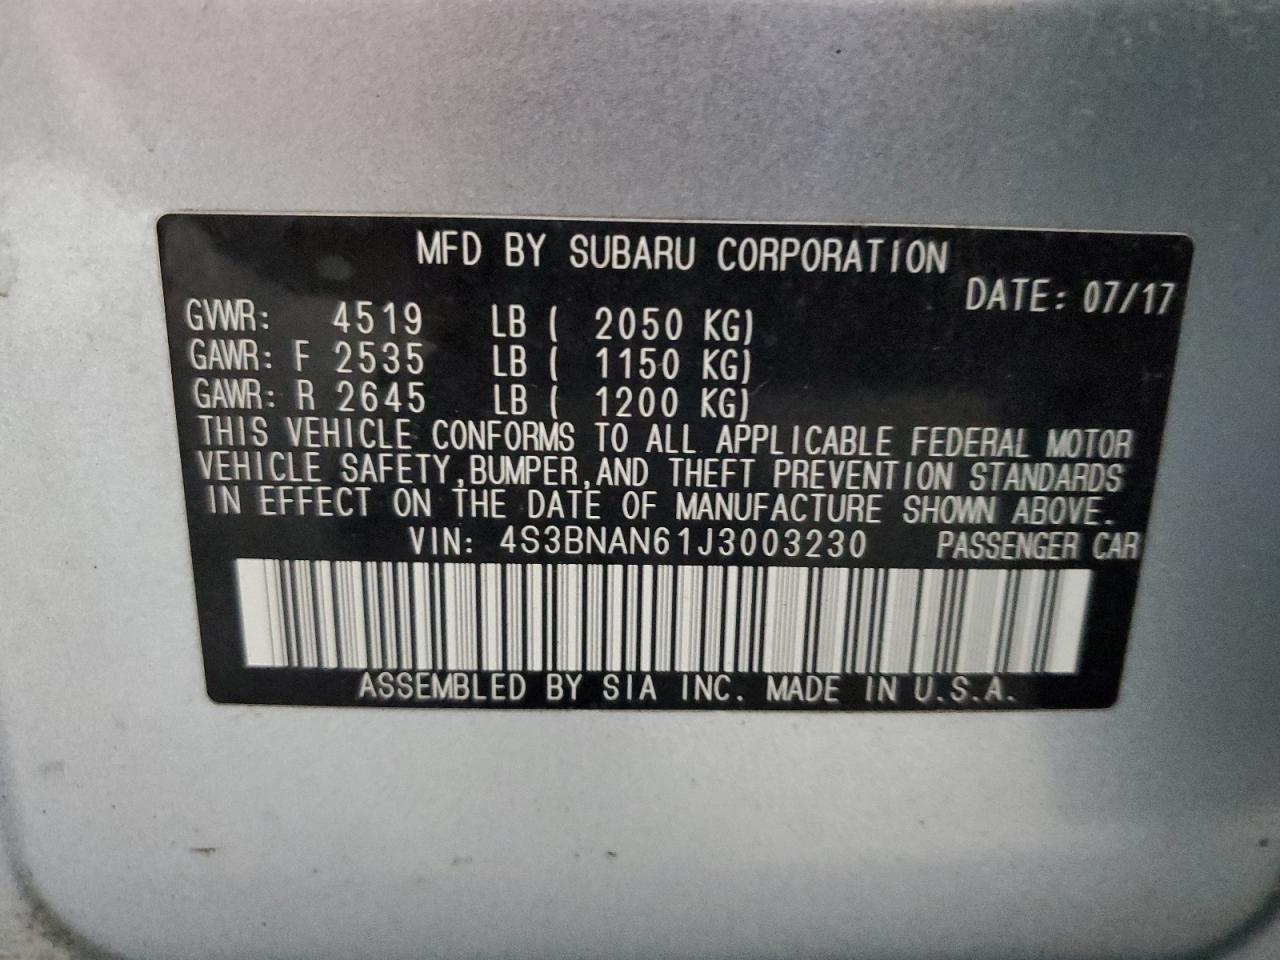 MFD BY SUBARU CORPORATION
DATE: 07/17
GVWR: 4519 LB ( 2050 KG)
GAWR: F 2535 LB ( 1150 KG)
GAWR: R 2645 LB ( 1200 KG)
THIS VEHICLE CONFORMS TO ALL APPLICABLE FEDERAL MOTOR
VEHICLE SAFETY,BUMPER,AND THEFT PREVENTION STANDARDS
IN EFFECT ON THE DATE OF MANUFACTURE SHOWN ABOVE.
VIN: 4S3BNAN61J3003230 PASSENGER CAR
ASSEMBLED BY SIA INC. MADE IN U.S.A.